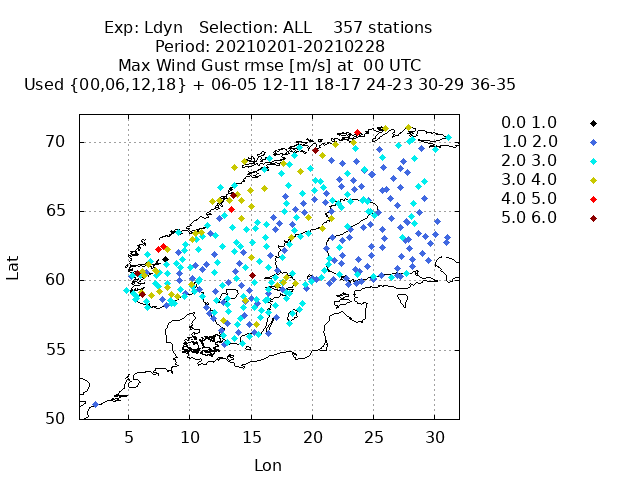 Exp: Ldyn Selection: ALL 357 stations
Period: 20210201-20210228
Max Wind Gust rmse [m/s] at 00 UTC
Used {00,06,12,18} + 06-05 12-11 18-17 24-23 30-29 36-35
0.0 1.0
1.0 2.0
2.0 3.0
3.0 4.0
4.0 5.0
5.0 6.0
70
65
60
55
50
Lat
5 10 15 20 25 30
Lon